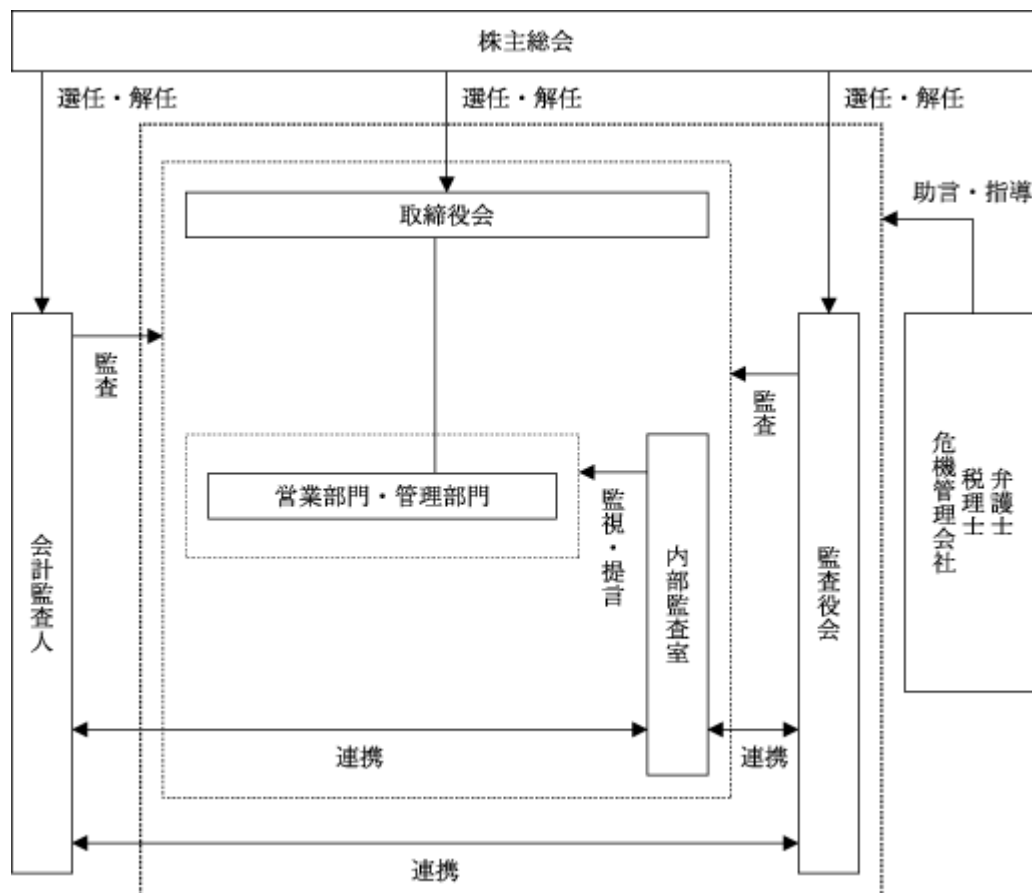 株主総会
選任・解任
選任・解任
選任・解任
助言・指導
取締役会
監査
監査
営業部門・管理部門
監視・提言
内部監査室
会計監査人
監査役会
弁護士
税理士
危機管理会社
連携
連携
連携